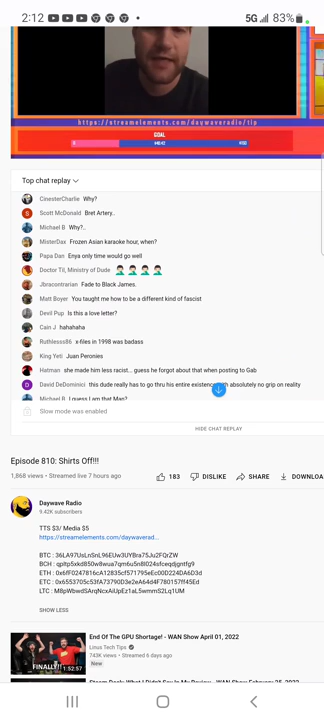 2:12 • 5G 83%
https://streamelements.com/daywaveradio/tip
GOAL
Top chat replay
CinesterCharlie Why?
Scott McDonald Bret Artery..
Michael B Why?..
MisterDax Frozen Asian karaoke hour, when?
Papa Dan Enya only time would go well
Doctor Til, Ministry of Dude 🤦🏻‍♂️🤦🏻‍♂️🤦🏻‍♂️🤦🏻‍♂️
Jbracontarian Fade to Black James.
Matt Boyer You taught me how to be a different kind of fascist
Devil Pup Is this a love letter?
Cain J hahahaha
Ruthlesss86 x-files in 1998 was badass
King Yeti Juan Peronies
Hatman she made him less racist... guess he forgot about that when posting to Gab
D David DeDominici this dude really has to go thru his entire existence with absolutely no grip on reality
Michael B I guess I am that Man?
Slow mode was enabled
HIDE CHAT REPLAY
Episode 810: Shirts Off!!!
1,868 views • Streamed live 7 hours ago 183 DISLIKE SHARE DOWNLOA
Daywave Radio
9.42K subscribers
TTS $3/ Media $5
https://streamelements.com/daywaverad...
BTC : 36LA97UsLnSnL96EUw3UYBra75Ju2FQrZW
BCH : qpltp5xkd850w8wua7qm6u5n8l024sfceqdjgntfg9
ETH : 0x6fF0247816cA12835cf571795eEc00D224DA6D3d
ETC : 0x6553705c53fA73790D3e2eA64d4F780157ff45Ed
LTC : M8pWbwdSArqNcxAiUpEz1aL5wmmS2Lq1UM
SHOW LESS
End Of The GPU Shortage! - WAN Show April 01, 2022
Linus Tech Tips
743K views • Streamed 6 days ago
New
FINALLY!!
1:52:57